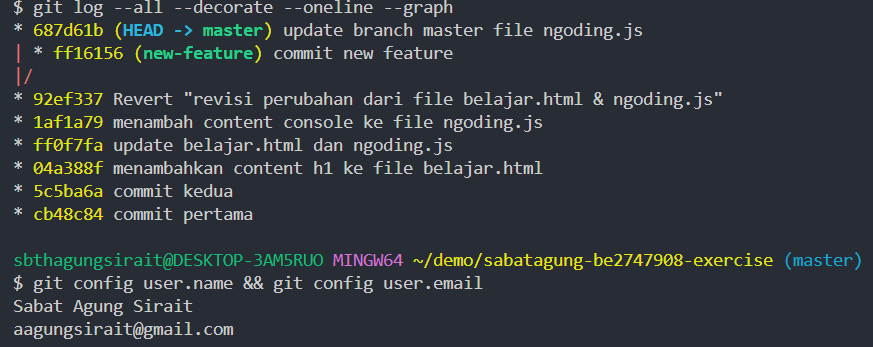 $ git log --all --decorate --oneline --graph
* 687d61b (HEAD -> master) update branch master file ngoding.js
| * ff16156 (new-feature) commit new feature
|/
* 92ef337 Revert "revisi perubahan dari file belajar.html & ngoding.js"
* 1af1a79 menambah content console ke file ngoding.js
* ff0f7fa update belajar.html dan ngoding.js
* 04a388f menambahkan content h1 ke file belajar.html
* 5c5ba6a commit kedua
* cb48c84 commit pertama
sbthagungsirait@DESKTOP-3AM5RUO MINGW64 ~/demo/sabatagung-be2747908-exercise (master)
$ git config user.name && git config user.email
Sabat Agung Sirait
aagungsirait@gmail.com